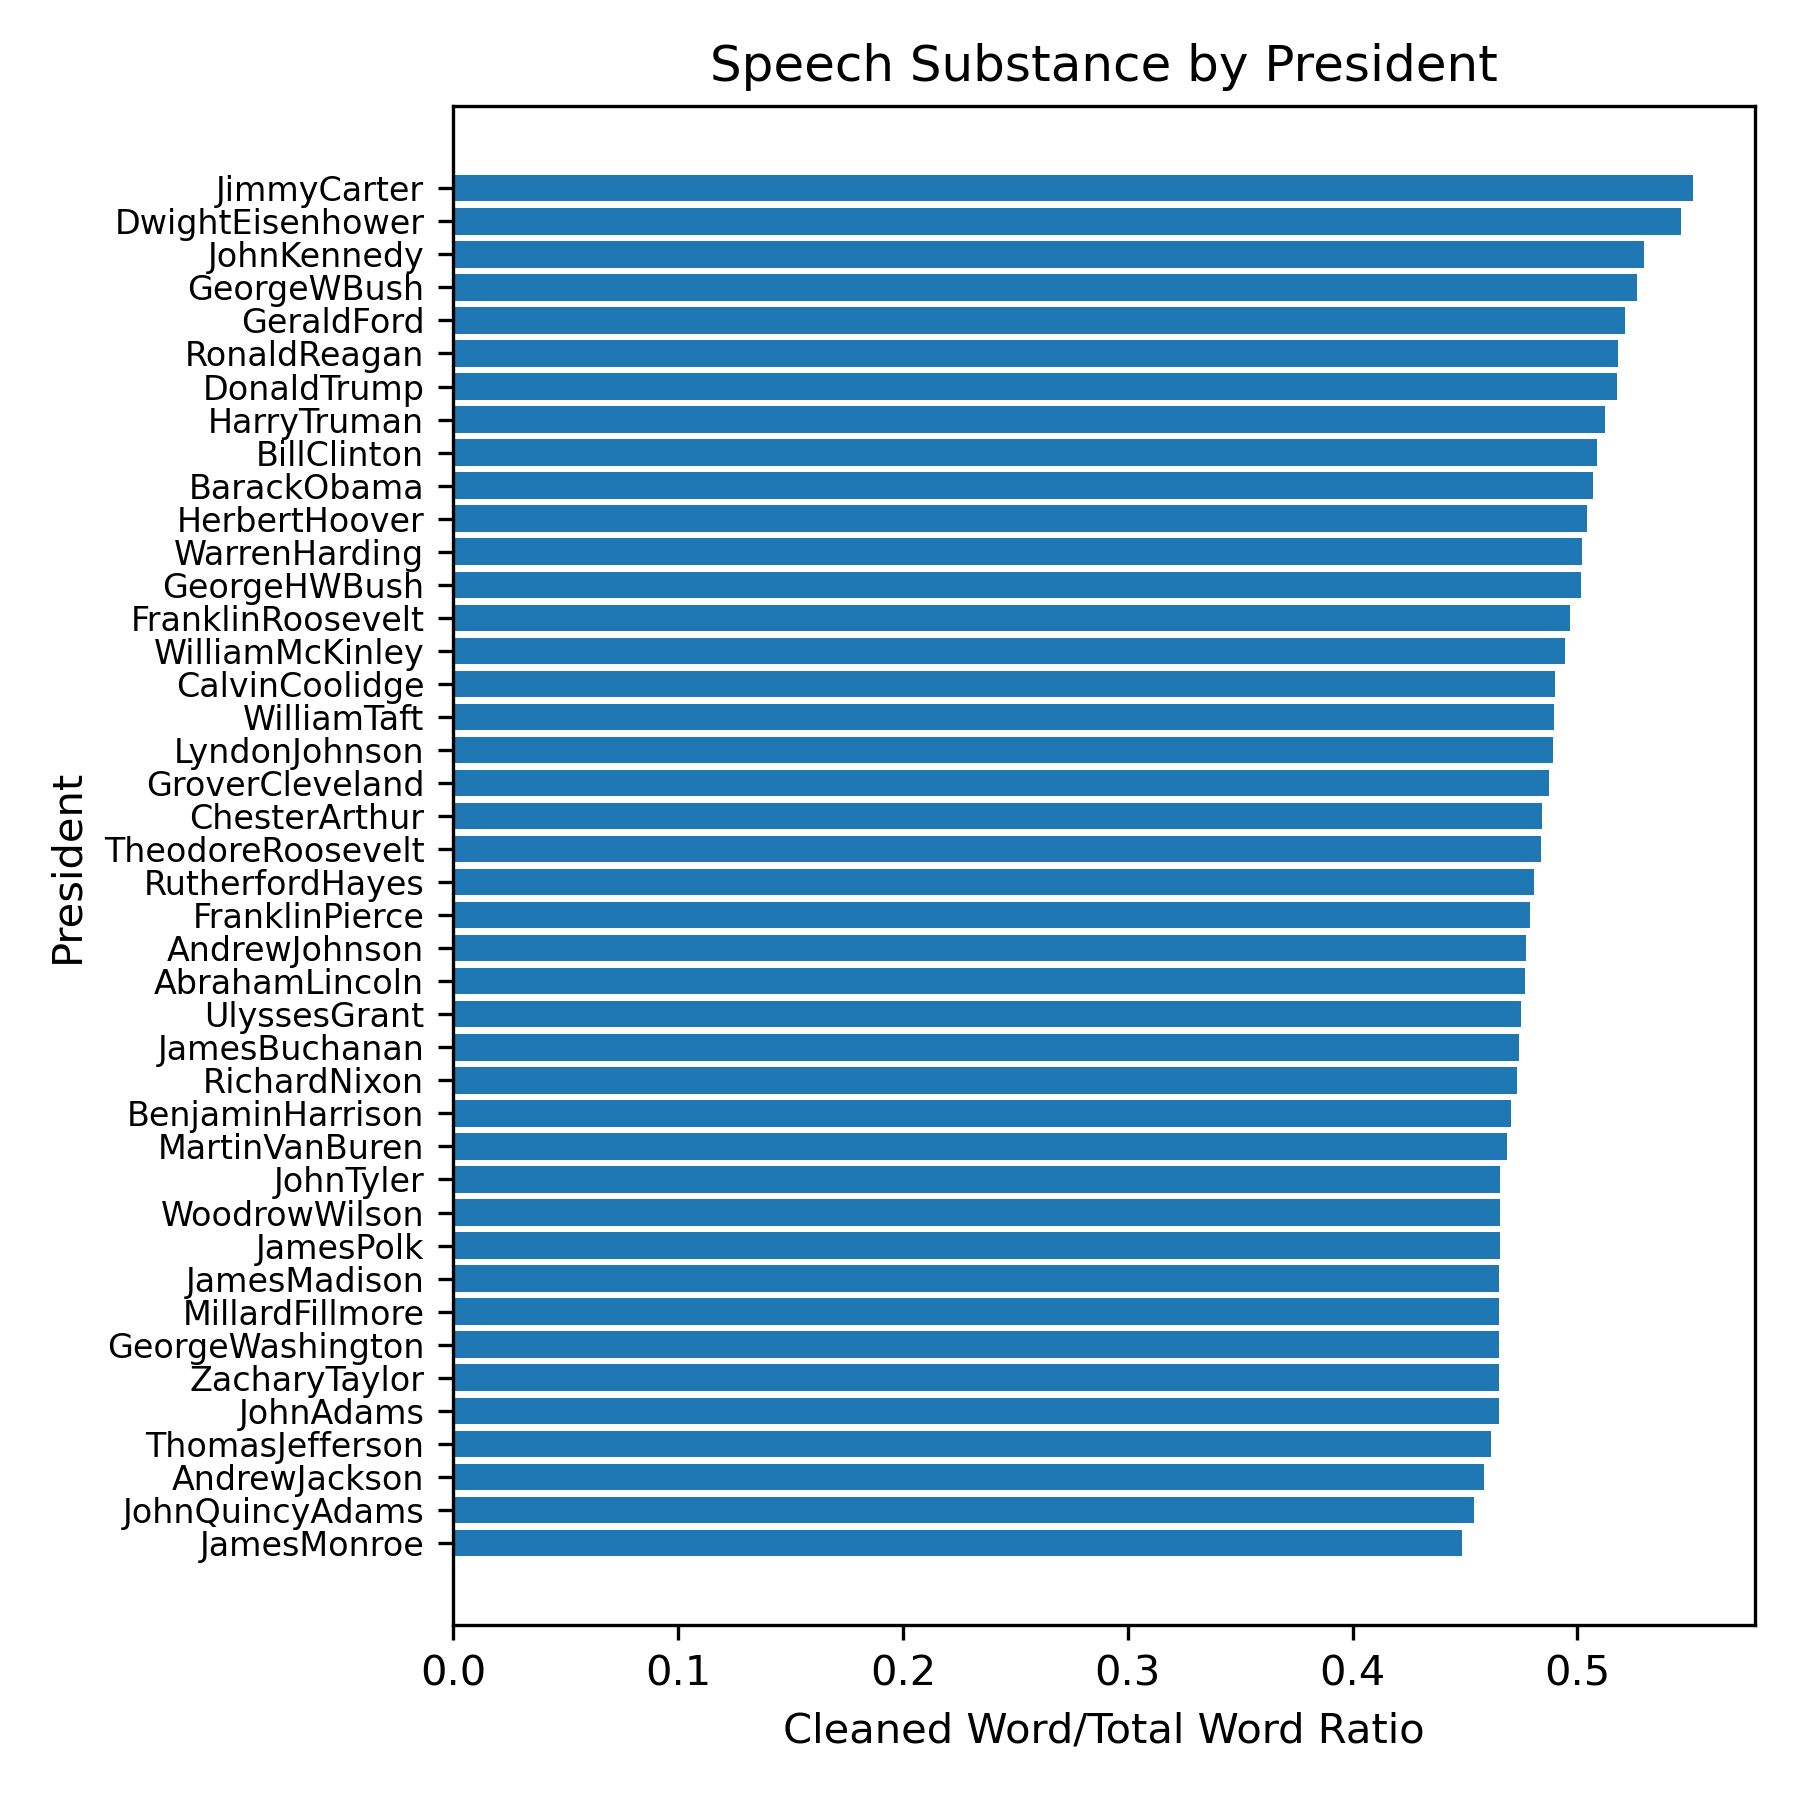 Speech Substance by President
JimmyCarter
DwightEisenhower
JohnKennedy
GeorgeWBush
GeraldFord
RonaldReagan
DonaldTrump
HarryTruman
BillClinton
BarackObama
HerbertHoover
WarrenHarding
GeorgeHWBush
FranklinRoosevelt
WilliamMcKinley
CalvinCoolidge
WilliamTaft
LyndonJohnson
GroverCleveland
ChesterArthur
TheodoreRoosevelt
RutherfordHayes
FranklinPierce
AndrewJohnson
AbrahamLincoln
UlyssesGrant
JamesBuchanan
RichardNixon
BenjaminHarrison
MartinVanBuren
JohnTyler
WoodrowWilson
JamesPolk
JamesMadison
MillardFillmore
GeorgeWashington
ZacharyTaylor
JohnAdams
ThomasJefferson
AndrewJackson
JohnQuincyAdams
JamesMonroe
President
0.0 0.1 0.2 0.3 0.4 0.5
Cleaned Word/Total Word Ratio